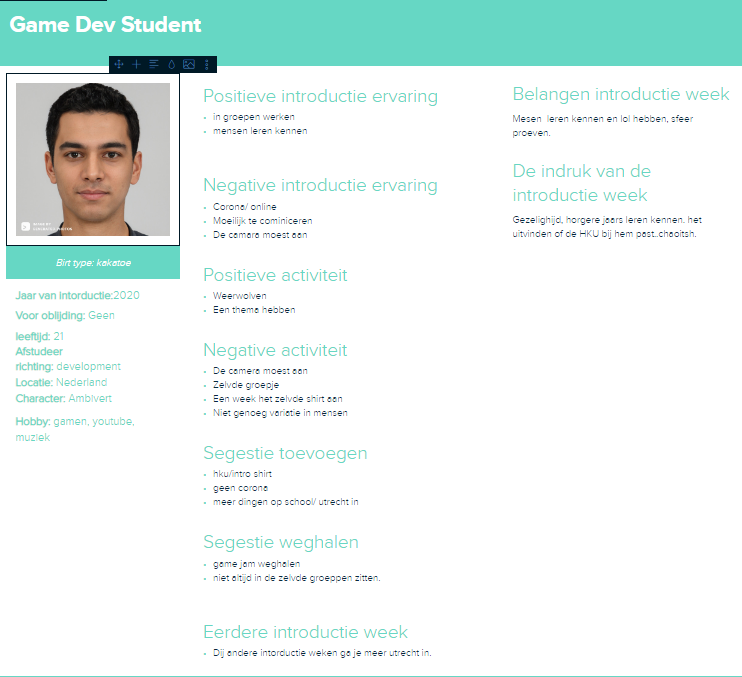 Game Dev Student
Birt type: kakatoe
Jaar van intorductie:2020
Voor oblijding: Geen
leeftijd: 21
Afstudeer
richting: development
Locatie: Nederland
Character: Ambivert
Hobby: gamen, youtube,
muziek
Positieve introductie ervaring
in groepen werken
mensen leren kennen
Negative introductie ervaring
Corona/ online
Moeilijk te cominiceren
De camara moest aan
Positieve activiteit
Weerwolven
Een thema hebben
Negative activiteit
De camera moest aan
Zelvde groepje
Een week het zelvde shirt aan
Niet genoeg variatie in mensen
Segestie toevoegen
hku/intro shirt
geen corona
meer dingen op school/ utrecht in
Segestie weghalen
game jam weghalen
niet altijd in de zelvde groeppen zitten.
Eerdere introductie week
Dij andere intorductie weken ga je meer utrecht in.
Belangen introductie week
Mesen leren kennen en lol hebben, sfeer
proeven.
De indruk van de
introductie week
Gezelighijd, horgere jaars leren kennen. het
uitvinden of de HKU bij hem past..chaoitsh.